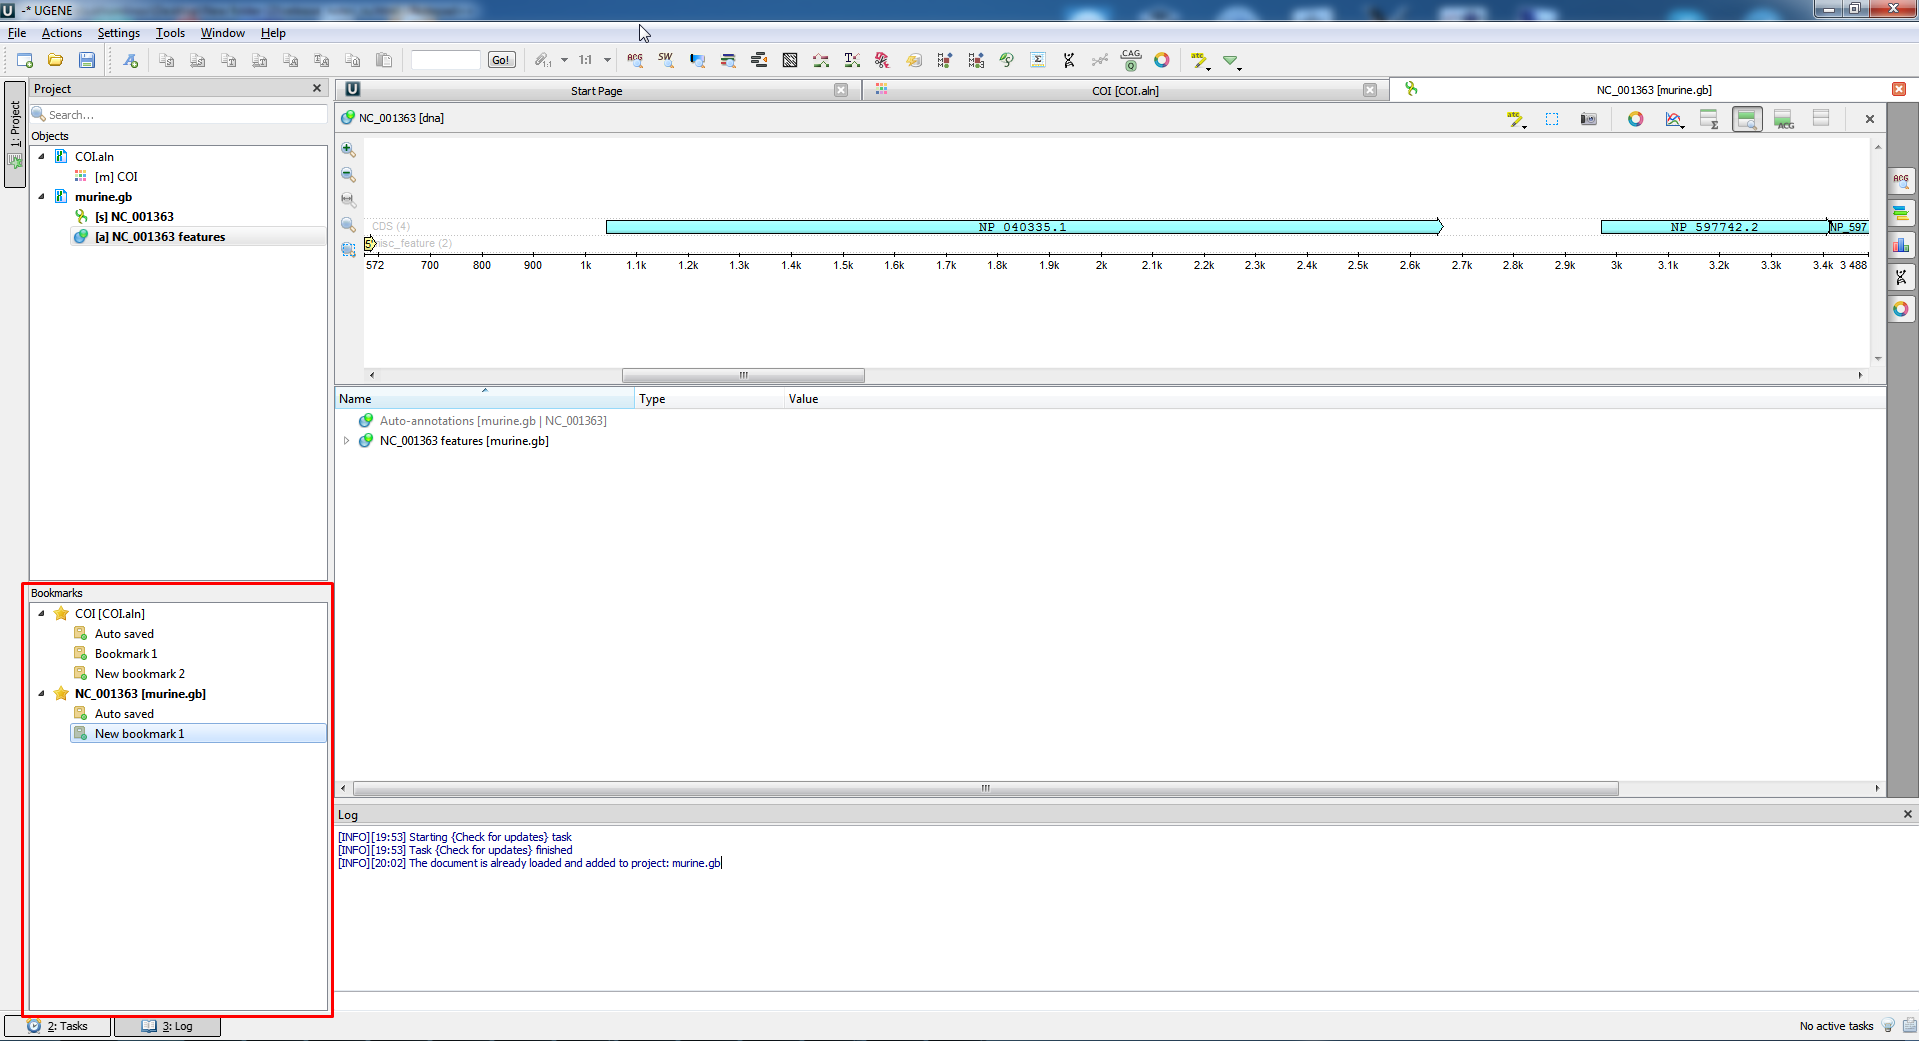 -* UGENE
File Actions Settings Tools Window Help
Go! 1:1
1: Project
Project
Search...
Objects
COI.aln
[m] COI
murine.gb
[s] NC_001363
[a] NC_001363 features
Bookmarks
COI [COI.aln]
Auto saved
Bookmark 1
New bookmark 2
NC_001363 [murine.gb]
Auto saved
New bookmark 1
Start Page COI [COI.aln] NC_001363 [murine.gb]
NC_001363 [dna]
CDS (4) NP 040335.1 NP 597742.2 NP_597
misc_feature (2)
572 700 800 900 1k 1.1k 1.2k 1.3k 1.4k 1.5k 1.6k 1.7k 1.8k 1.9k 2k 2.1k 2.2k 2.3k 2.4k 2.5k 2.6k 2.7k 2.8k 2.9k 3k 3.1k 3.2k 3.3k 3.4k 3 488
Name Type Value
Auto-annotations [murine.gb | NC_001363]
NC_001363 features [murine.gb]
Log
[INFO][19:53] Starting {Check for updates} task
[INFO][19:53] Task {Check for updates} finished
[INFO][20:02] The document is already loaded and added to project: murine.gb
2: Tasks 3: Log No active tasks